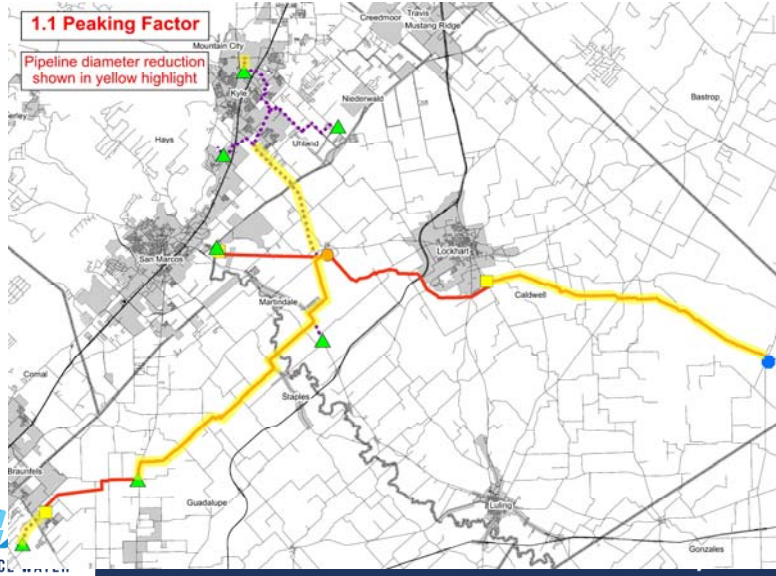 1.1 Peaking Factor
Pipeline diameter reduction
shown in yellow highlight
Creedmoor
Travis
Mustang Ridge
Mountain City
Kyle
Niederwald
Bastrop
Hays
Uhland
San Marcos
Lockhart
Caldwell
Martindale
Comal
Staples
Braunfels
Guadalupe
Luling
Gonzales